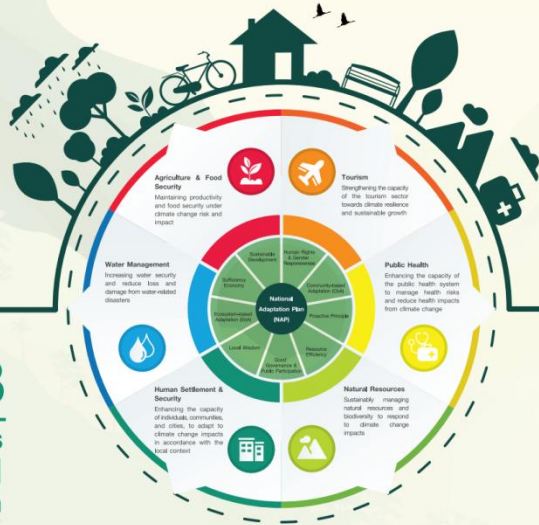 Agriculture & Food
Security
Maintaining productivity
and food security under
climate change risk and
impact
Tourism
Strengthening the capacity
of the tourism sector
towards climate resilience
and sustainable growth
Water Management
Increasing water security
and reduce loss and
damage from water-related
disasters
Public Health
Enhancing the capacity of
the public health system
to manage health risks
and reduce health impacts
from climate change
Human Settlement &
Security
Enhancing the capacity
of individuals, communities,
and cities, to adapt to
climate change impacts
in accordance with the
local context
Natural Resources
Sustainably managing
natural resources and
biodiversity to respond
to climate change
impacts
National
Adaptation Plan
(NAP)
Sustainable
Development
Human Rights
& Gender
Responsiveness
Community-based
Adaptation (CbA)
Proactive Principle
Resource
Efficiency
Good
Governance &
Public Participation
Local Wisdom
Ecosystem-based
Adaptation (EbA)
Sufficiency
Economy